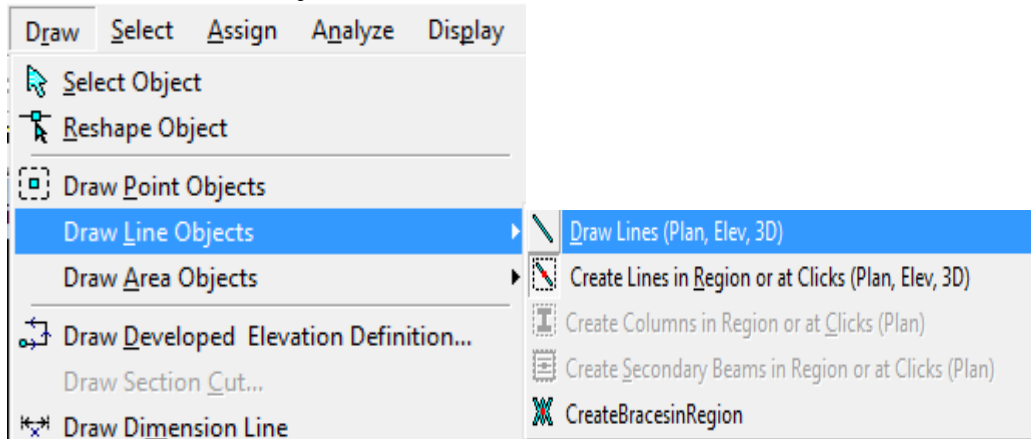 Draw Select Assign Analyze Display
Select Object
Reshape Object
Draw Point Objects
Draw Line Objects
Draw Area Objects
Draw Developed Elevation Definition...
Draw Section Cut...
Draw Dimension Line
Draw Lines (Plan, Elev, 3D)
Create Lines in Region or at Clicks (Plan, Elev, 3D)
Create Columns in Region or at Clicks (Plan)
Create Secondary Beams in Region or at Clicks (Plan)
CreateBracesinRegion